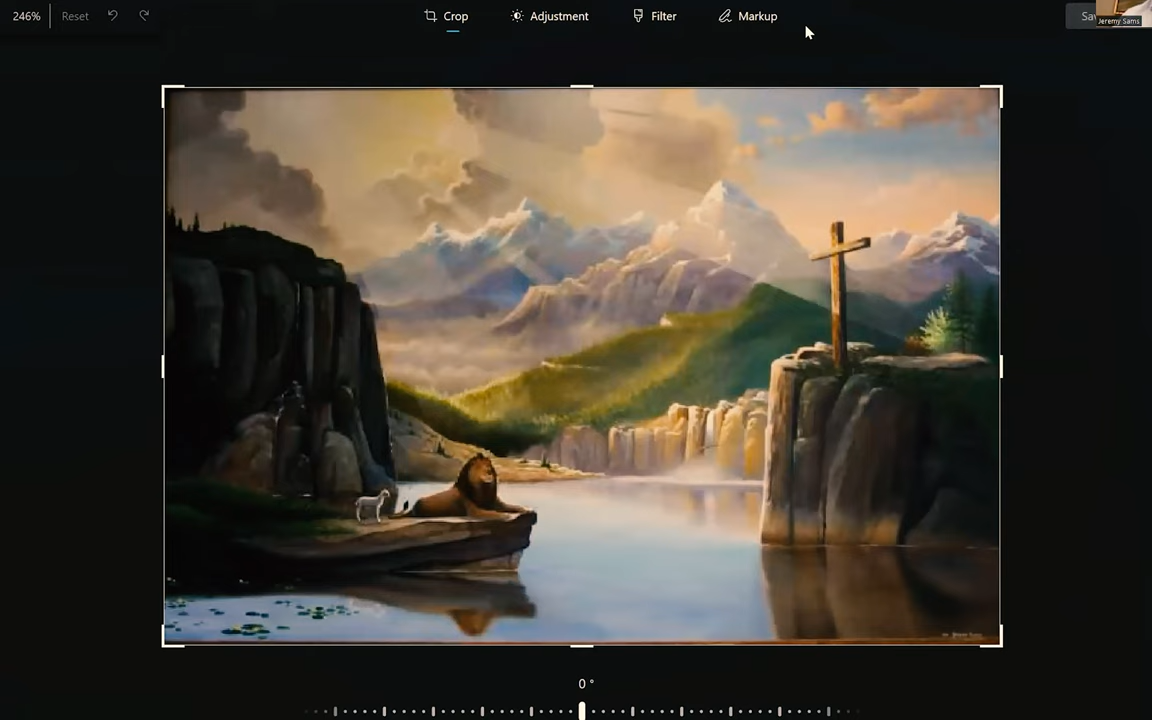 246%
Reset
Crop
Adjustment
Filter
Markup
Jeremy Sams
0 °